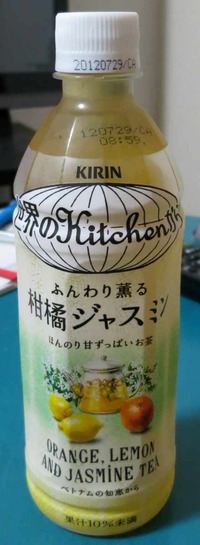 20120729/CA
120729/CA
08:59.
KIRIN
世界のKitchenから
ふんわり薫る
柑橘ジャスミン
ほんのり甘ずっぱいお茶
ORANGE, LEMON
AND JASMINE TEA
ベトナムの知恵から
果汁10%未満